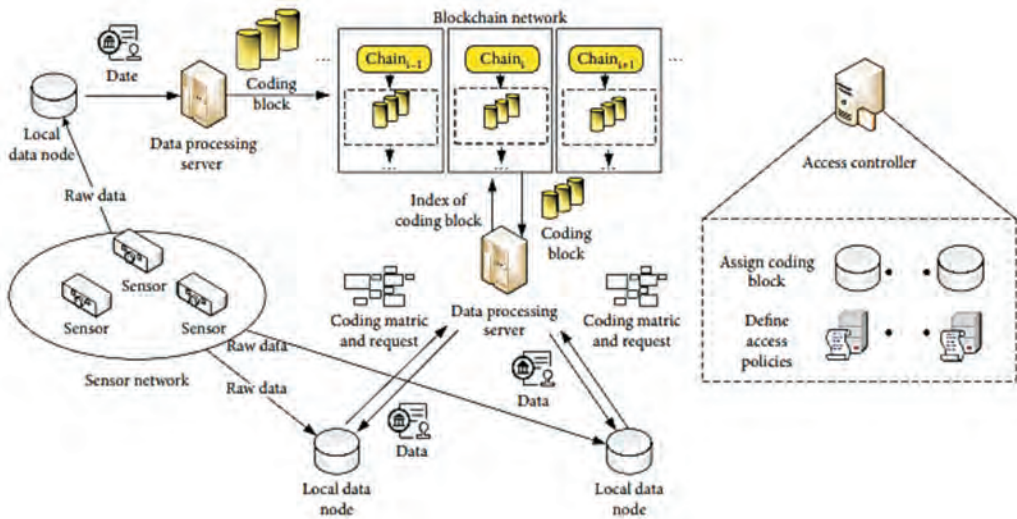 Blockchain network
...
Chain i-1
Chain i
Chain i+1
...
...
...
...
Date
Coding
block
Local
data node
Data processing
server
Raw data
Sensor
Sensor
Sensor
Sensor network
Index of
coding block
Coding
block
Coding matric
and request
Data processing
server
Coding matric
and request
Raw data
Raw data
Data
Data
Local data
node
Local data
node
Access controller
Assign coding
block
Define
access
policies